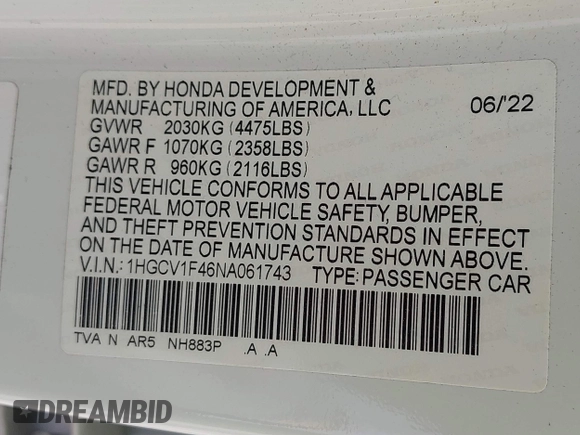 MFD. BY HONDA DEVELOPMENT &
MANUFACTURING OF AMERICA, LLC 06/'22
GVWR 2030KG (4475LBS)
GAWR F 1070KG (2358LBS)
GAWR R 960KG (2116LBS)
THIS VEHICLE CONFORMS TO ALL APPLICABLE
FEDERAL MOTOR VEHICLE SAFETY, BUMPER,
AND THEFT PREVENTION STANDARDS IN EFFECT
ON THE DATE OF MANUFACTURE SHOWN ABOVE.
V.I.N.: 1HGCV1F46NA061743 TYPE: PASSENGER CAR
TVA N AR5 NH883P .A .A
DREAMBID